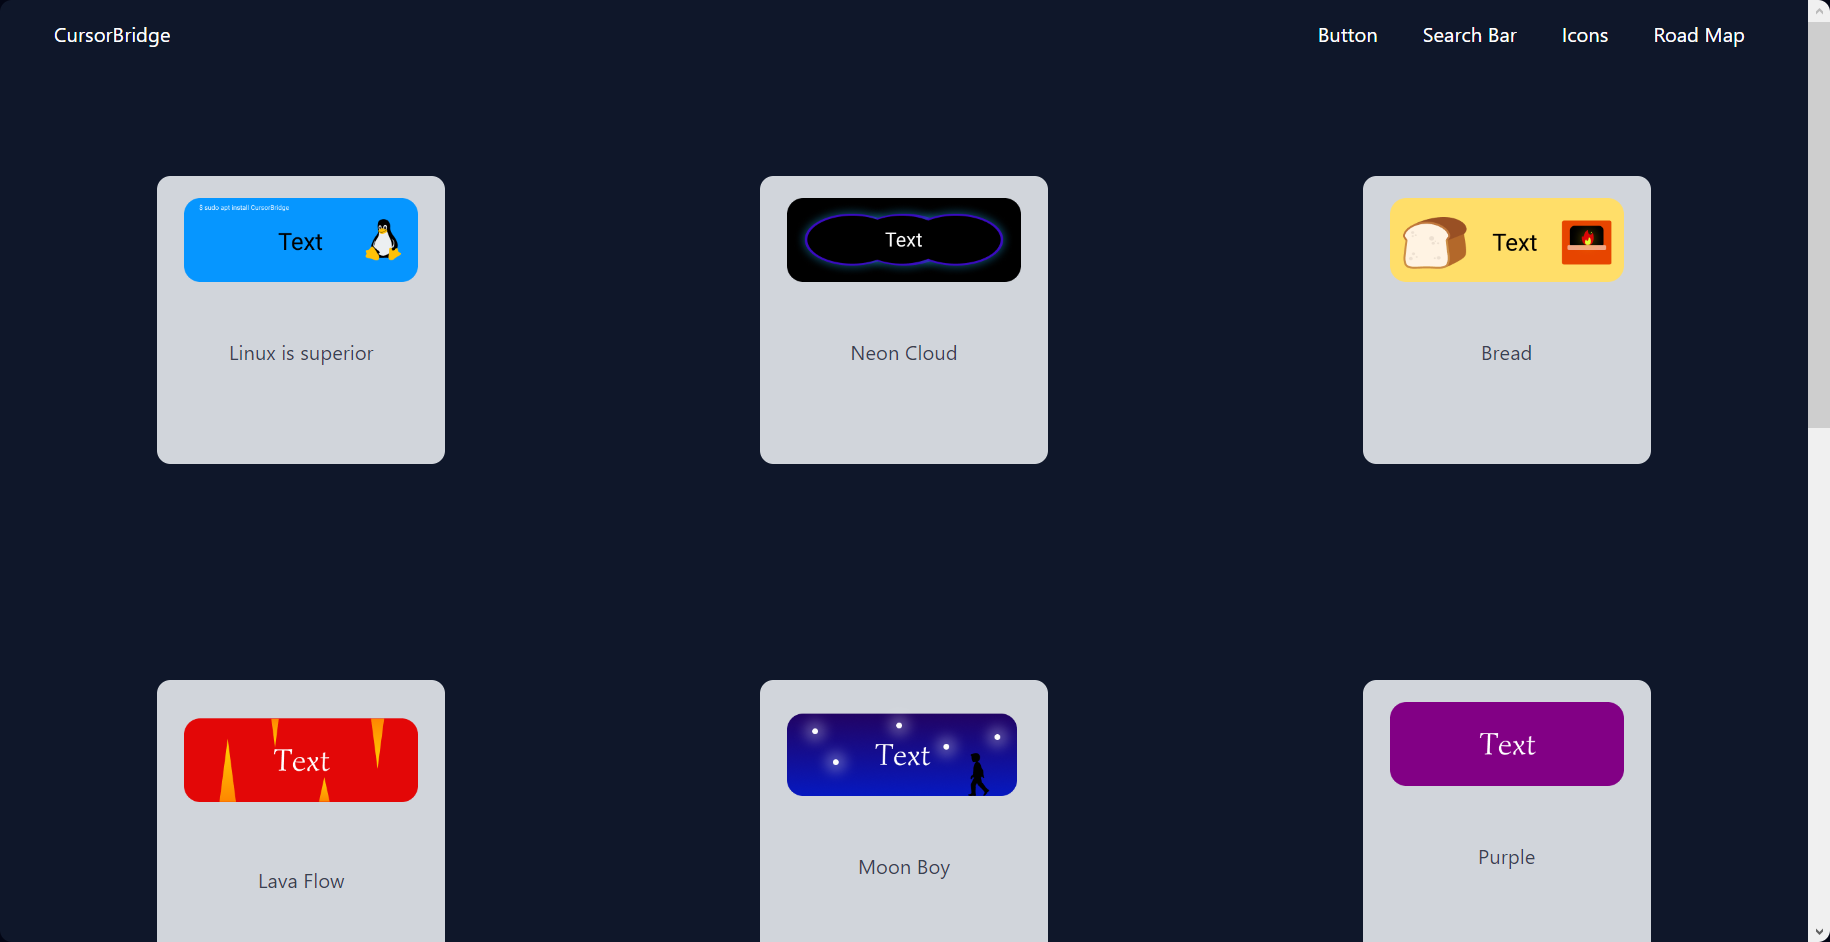 CursorBridge
Button
Search Bar
Icons
Road Map
$ sudo apt install CursorBridge
Text
Linux is superior
Text
Neon Cloud
Text
Bread
Text
Lava Flow
Text
Moon Boy
Text
Purple